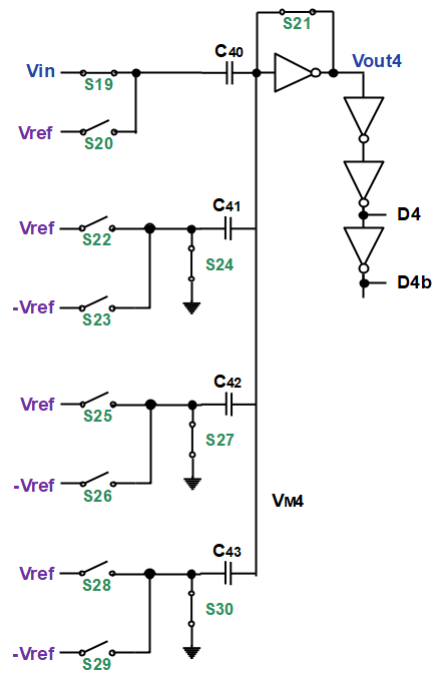 S21
C40
Vin
S19
Vout4
Vref
S20
C41
Vref
S22
D4
S24
-Vref
S23
D4b
C42
Vref
S25
S27
-Vref
S26
VM4
C43
Vref
S28
S30
-Vref
S29